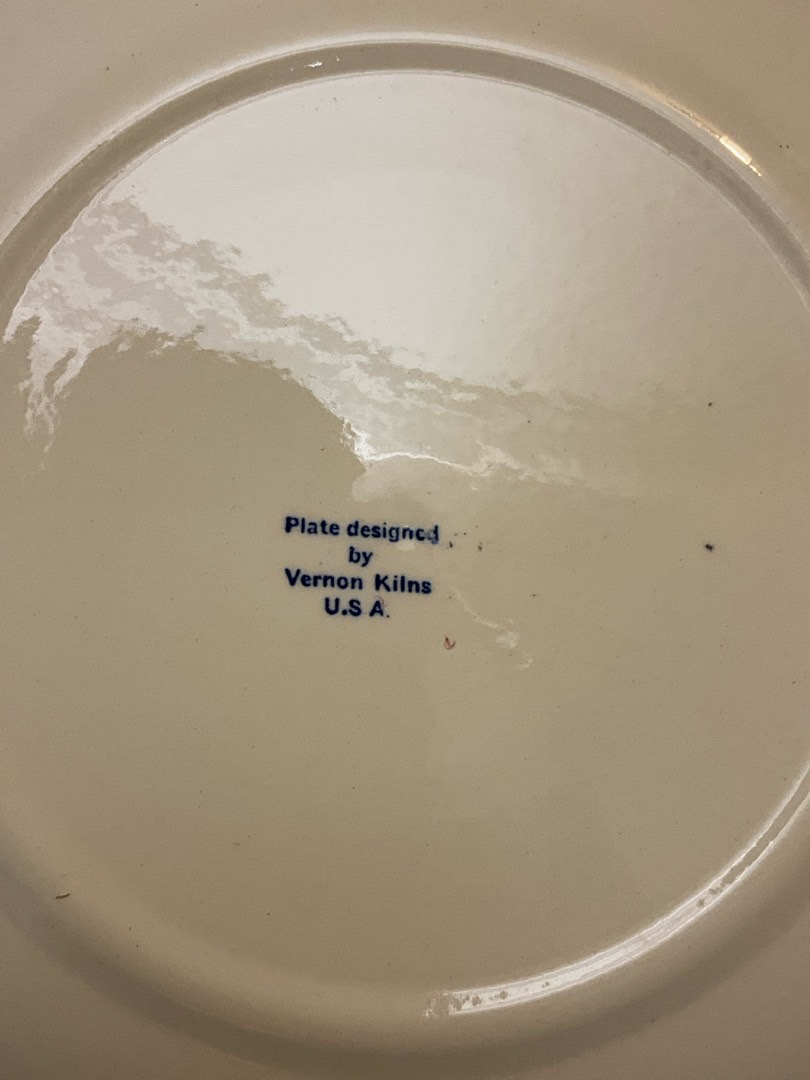 Plate designed
by
Vernon Kilns
U.S A.